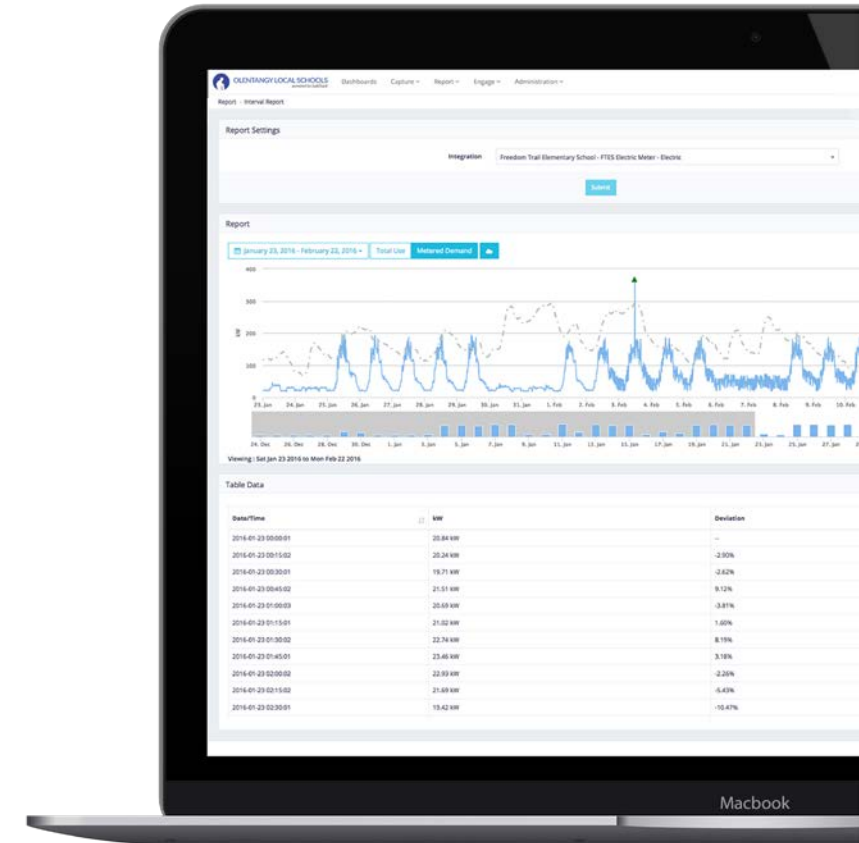 OLENTANGY LOCAL SCHOOLS Dashboards Capture Report Engage Administration
Report - Interval Report
Report Settings
Integration Freedom Trail Elementary School - FTES Electric Meter - Electric
Submit
Report
January 23, 2016 - February 22, 2016 Total Use Metered Demand
400
300
kW
200
100
0
23. Jan 24. Jan 25. Jan 26. Jan 27. Jan 28. Jan 29. Jan 30. Jan 31. Jan 1. Feb 2. Feb 3. Feb 4. Feb 5. Feb 6. Feb 7. Feb 8. Feb 9. Feb 10. Feb
24. Dec 26. Dec 28. Dec 30. Dec 1. Jan 3. Jan 5. Jan 7. Jan 9. Jan 11. Jan 13. Jan 15. Jan 17. Jan 19. Jan 21. Jan 23. Jan 25. Jan 27. Jan
Viewing : Sat Jan 23 2016 to Mon Feb 22 2016
Table Data
Date/Time kW Deviation
2016-01-23 00:00:01 20.84 kW --
2016-01-23 00:15:02 20.24 kW -2.90%
2016-01-23 00:30:01 19.71 kW -2.62%
2016-01-23 00:45:02 21.51 kW 9.12%
2016-01-23 01:00:03 20.69 kW -3.81%
2016-01-23 01:15:01 21.02 kW 1.60%
2016-01-23 01:30:02 22.74 kW 8.19%
2016-01-23 01:45:01 23.46 kW 3.18%
2016-01-23 02:00:02 22.93 kW -2.26%
2016-01-23 02:15:02 21.69 kW -5.43%
2016-01-23 02:30:01 19.42 kW -10.47%
Macbook